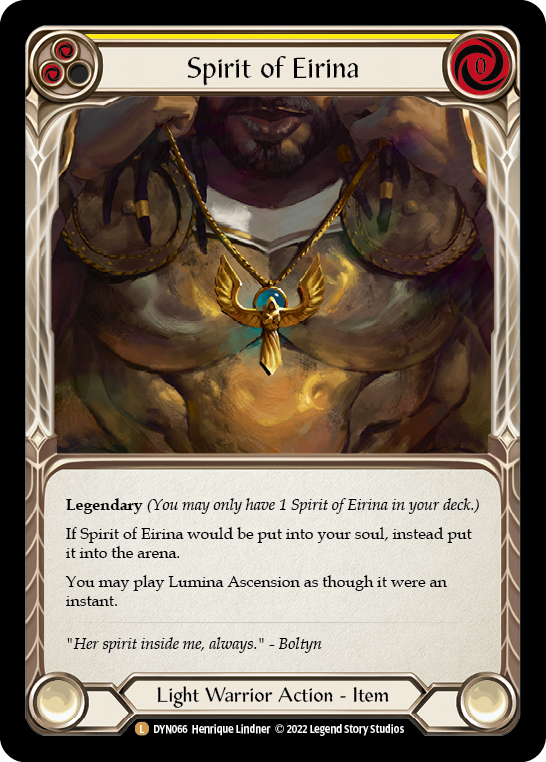 0
Spirit of Eirina
Legendary (You may only have 1 Spirit of Eirina in your deck.)
If Spirit of Eirina would be put into your soul, instead put
it into the arena.
You may play Lumina Ascension as though it were an
instant.
"Her spirit inside me, always." - Boltyn
Light Warrior Action - Item
L DYN066 Henrique Lindner © 2022 Legend Story Studios